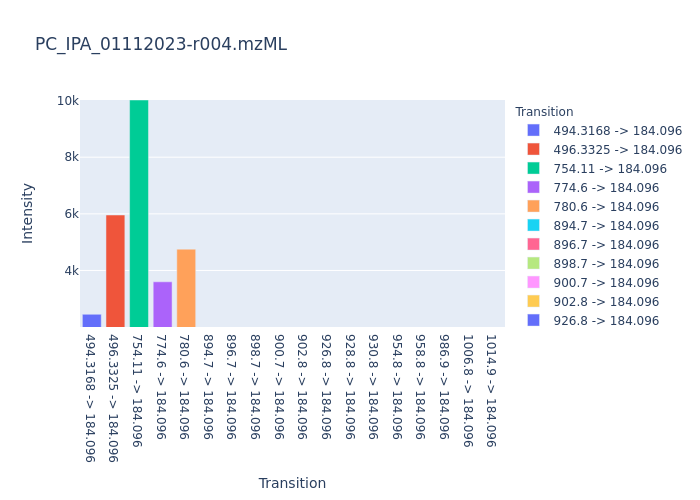 PC_IPA_01112023-r004.mzML
10k
8k
6k
4k
Intensity
494.3168 -> 184.096
496.3325 -> 184.096
754.11 -> 184.096
774.6 -> 184.096
780.6 -> 184.096
894.7 -> 184.096
896.7 -> 184.096
898.7 -> 184.096
900.7 -> 184.096
902.8 -> 184.096
926.8 -> 184.096
928.8 -> 184.096
930.8 -> 184.096
954.8 -> 184.096
958.8 -> 184.096
986.9 -> 184.096
1006.8 -> 184.096
1014.9 -> 184.096
Transition
Transition
494.3168 -> 184.096
496.3325 -> 184.096
754.11 -> 184.096
774.6 -> 184.096
780.6 -> 184.096
894.7 -> 184.096
896.7 -> 184.096
898.7 -> 184.096
900.7 -> 184.096
902.8 -> 184.096
926.8 -> 184.096